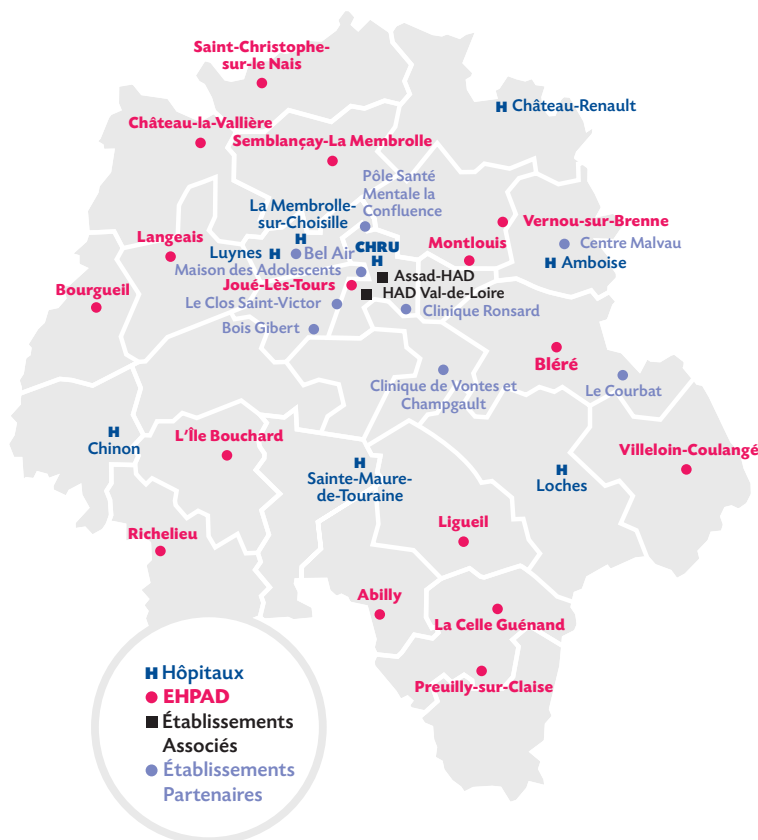 Saint-Christophe-
sur-le Nais
Château-Renault
Château-la-Vallière
Semblançay-La Membrolle
Pôle Santé
Mentale la
Confluence
La Membrolle-
sur-Choisille
Vernou-sur-Brenne
Langeais
Luynes
Bel Air
CHRU
Montlouis
Centre Malvau
Amboise
Maison des Adolescents
Assad-HAD
Bourgueil
Joué-Lès-Tours
HAD Val-de-Loire
Le Clos Saint-Victor
Clinique Ronsard
Bois Gibert
Bléré
Clinique de Vontes et
Champgault
Le Courbat
Chinon
L'Île Bouchard
Villeloin-Coulangé
Sainte-Maure-
de-Touraine
Loches
Ligueil
Richelieu
Abilly
La Celle Guénand
Preuilly-sur-Claise
H Hôpitaux
EHPAD
Établissements
Associés
Établissements
Partenaires